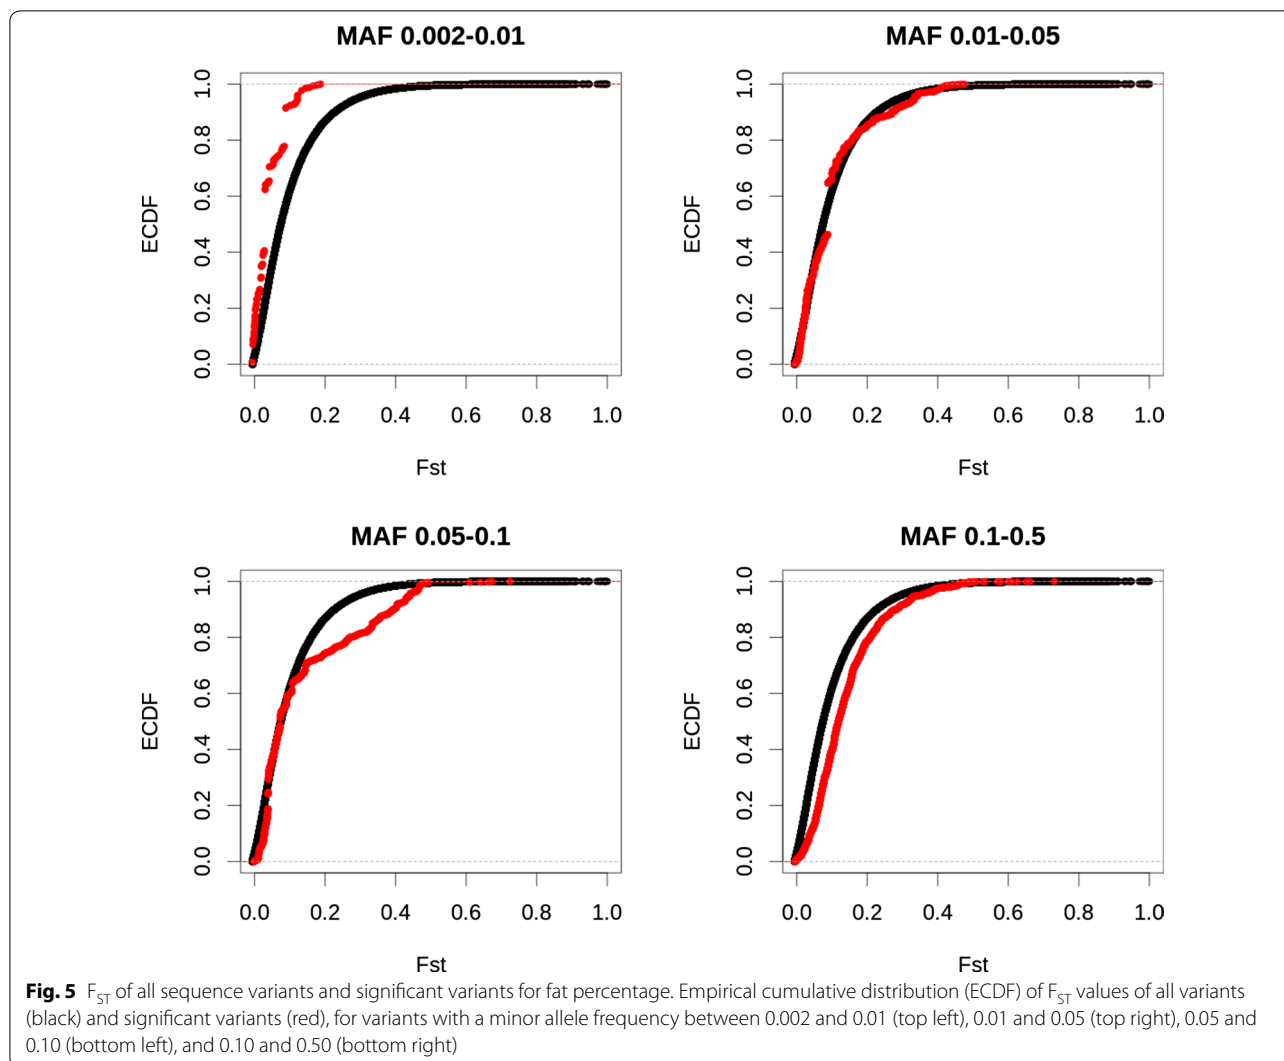 MAF 0.002-0.01
ECDF
1.0
0.8
0.6
0.4
0.2
0.0
0.0 0.2 0.4 0.6 0.8 1.0
Fst
MAF 0.01-0.05
ECDF
1.0
0.8
0.6
0.4
0.2
0.0
0.0 0.2 0.4 0.6 0.8 1.0
Fst
MAF 0.05-0.1
ECDF
1.0
0.8
0.6
0.4
0.2
0.0
0.0 0.2 0.4 0.6 0.8 1.0
Fst
MAF 0.1-0.5
ECDF
1.0
0.8
0.6
0.4
0.2
0.0
0.0 0.2 0.4 0.6 0.8 1.0
Fst
Fig. 5 FST of all sequence variants and significant variants for fat percentage. Empirical cumulative distribution (ECDF) of FST values of all variants
(black) and significant variants (red), for variants with a minor allele frequency between 0.002 and 0.01 (top left), 0.01 and 0.05 (top right), 0.05 and
0.10 (bottom left), and 0.10 and 0.50 (bottom right)